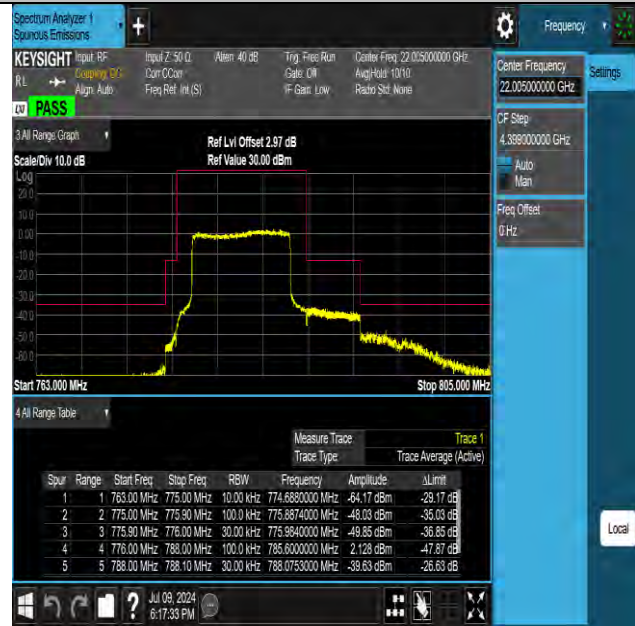 Spectrum Analyzer 1
Spurious Emissions
+
Frequency
KEYSIGHT
RL
LXI PASS
Input: RF
Coupling: DC
Align: Auto
Input Z: 50 Ω
Corr CCorr
Freq Ref: Int (S)
Atten: 40 dB
Trig: Free Run
Gate: Off
IF Gain: Low
Center Freq: 22.005000000 GHz
Avg|Hold: 10/10
Radio Std: None
Center Frequency
22.005000000 GHz
Settings
CF Step
4.399000000 GHz
Auto
Man
Freq Offset
0 Hz
3 All Range Graph
Scale/Div 10.0 dB
Ref Lvl Offset 2.97 dB
Ref Value 30.00 dBm
Log
20.0
10.0
0.00
-10.0
-20.0
-30.0
-40.0
-50.0
-60.0
Start 763.000 MHz
Stop 805.000 MHz
4 All Range Table
Measure Trace Trace 1
Trace Type Trace Average (Active)
Spur Range Start Freq Stop Freq RBW Frequency Amplitude ΔLimit
1 1 763.00 MHz 775.00 MHz 10.00 kHz 774.6880000 MHz -64.17 dBm -29.17 dB
2 2 775.00 MHz 775.90 MHz 100.0 kHz 775.8874000 MHz -48.03 dBm -35.03 dB
3 3 775.90 MHz 776.00 MHz 30.00 kHz 775.9840000 MHz -49.85 dBm -36.85 dB
4 4 776.00 MHz 788.00 MHz 100.0 kHz 785.6000000 MHz 2.128 dBm -47.87 dB
5 5 788.00 MHz 788.10 MHz 30.00 kHz 788.0753000 MHz -39.63 dBm -26.63 dB
Local
?
Jul 09, 2024
6:17:33 PM